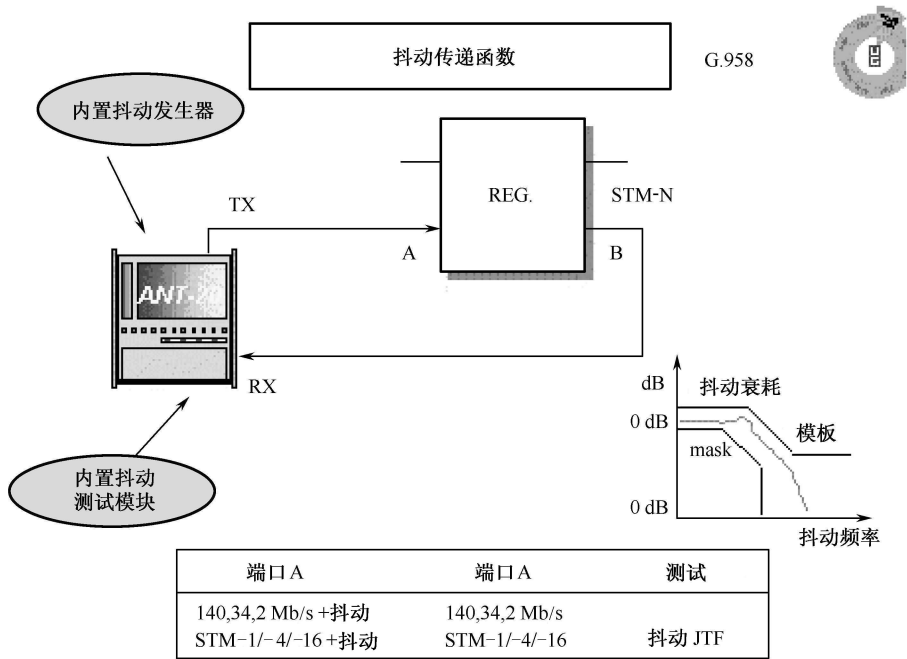 抖动传递函数
G.958
内置抖动发生器
REG.
STM-N
TX
A
B
ANT-20
RX
内置抖动
测试模块
dB
抖动衰耗
0 dB
模板
mask
0 dB
抖动频率
端口A 端口A 测试
140,34,2 Mb/s +抖动 140,34,2 Mb/s
STM-1/-4/-16 +抖动 STM-1/-4/-16 抖动 JTF